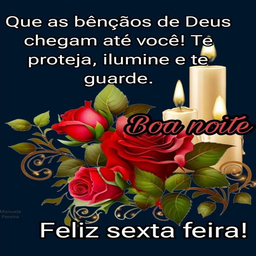 Que as bênçãos de Deus
chegam até você! Te
proteja, ilumine e te
guarde.
Boa noite
Feliz sexta feira!